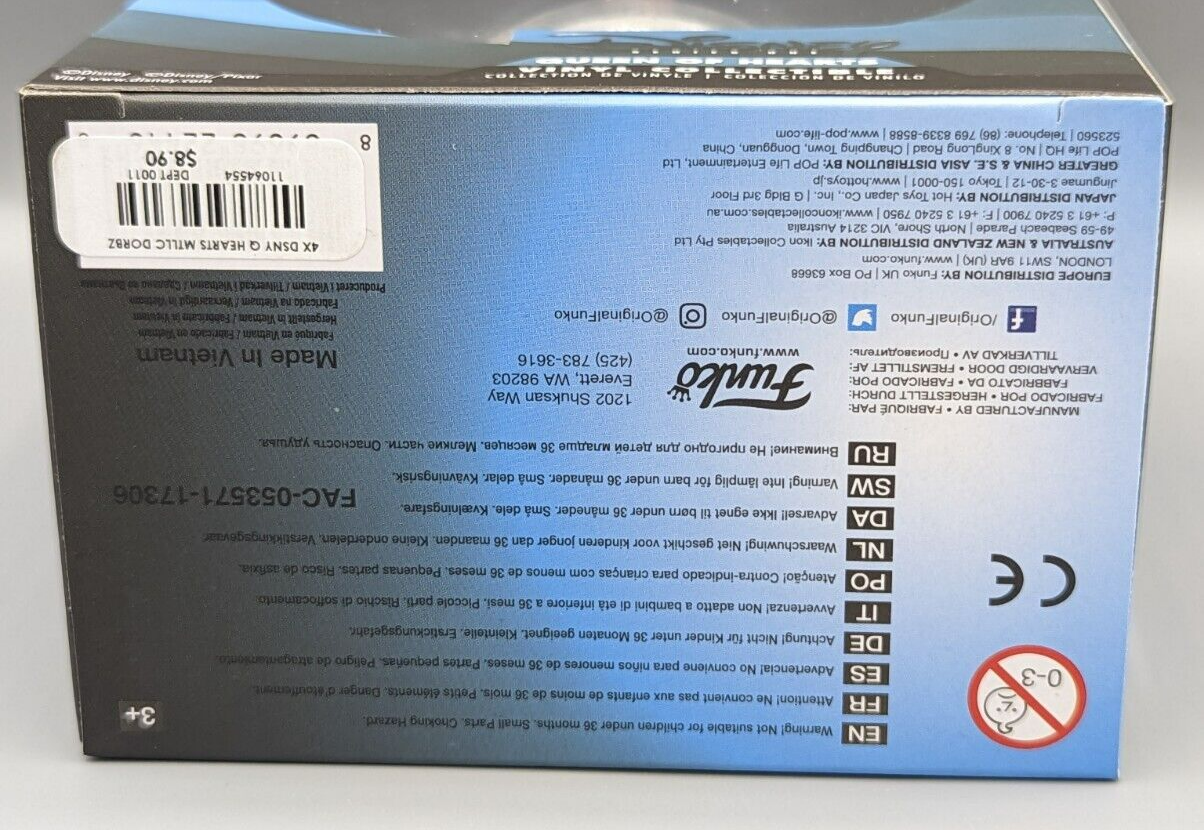 ©Disney ©Disney/Pixar
Visit www.disney.com
QUEEN OF HEARTS
VINYL COLLECTIBLE
COLLECTION DE VINYLE | COLECCIÓN DE VINILO
0-3
3+
EN Warning! Not suitable for children under 36 months. Small Parts. Choking Hazard.
FR Attention! Ne convient pas aux enfants de moins de 36 mois. Petits éléments. Danger d'étouffement.
ES Advertencia! No conviene para niños menores de 36 meses. Partes pequeñas. Peligro de atragantamiento.
DE Achtung! Nicht für Kinder unter 36 Monaten geeignet. Kleinteile. Erstickungsgefahr.
IT Avvertenza! Non adatto a bambini di età inferiore a 36 mesi. Piccole parti. Rischio di soffocamento.
PO Atenção! Contra-indicado para crianças com menos de 36 meses. Pequenas partes. Risco de asfixia.
NL Waarschuwing! Niet geschikt voor kinderen jonger dan 36 maanden. Kleine onderdelen. Verstikkingsgevaar.
DA Advarsel! Ikke egnet til børn under 36 måneder. Små dele. Kvælningsfare.
SW Varning! Inte lämplig för barn under 36 månader. Små delar. Kvävningsrisk.
RU Внимание! Не пригодно для детей младше 36 месяцев. Мелкие части. Опасность удушья.
CE
FAC-053571-17306
MANUFACTURED BY • FABRIQUÉ PAR:
FABRICADO POR • HERGESTELLT DURCH:
FABBRICATO DA • FABRICADO POR:
VERVAARDIGD DOOR • FREMSTILLET AF:
TILLVERKAD AV • Производитель:
Funko
www.funko.com
1202 Shuksan Way
Everett, WA 98203
(425) 783-3616
/OriginalFunko @OriginalFunko @OriginalFunko
Made In Vietnam
Fabriqué en Vietnam / Fabricado en Vietnam
Hergestellt in Vietnam / Fabbricato in Vietnam
Fabricado na Vietnam / Vervaardigd in Vietnam
Produceret i Vietnam / Tillverkad i Vietnam / Сделано во Вьетнаме
EUROPE DISTRIBUTION BY: Funko UK | PO Box 63668
LONDON, SW11 9AR (UK) | www.funko.com
AUSTRALIA & NEW ZEALAND DISTRIBUTION BY: Ikon Collectables Pty Ltd
49-59 Seabeach Parade | North Shore, VIC 3214 Australia
P: +61 3 5240 7900 | F: +61 3 5240 7950 | www.ikoncollectables.com.au
JAPAN DISTRIBUTION BY: Hot Toys Japan Co., Inc. | G Bldg 3rd Floor
Jingumae 3-30-12 | Tokyo 150-0001 | www.hottoys.jp
GREATER CHINA & S.E. ASIA DISTRIBUTION BY: POP Life Entertainment, Ltd
POP Life HQ | No. 8 XingLong Road | Changping Town, Dongguan, China
523560 | Telephone: (86) 769 8339-8588 | www.pop-life.com
4X DSNY Q HEARTS MTLLC DORBZ
11064554 DEPT 0011
$8.90
8